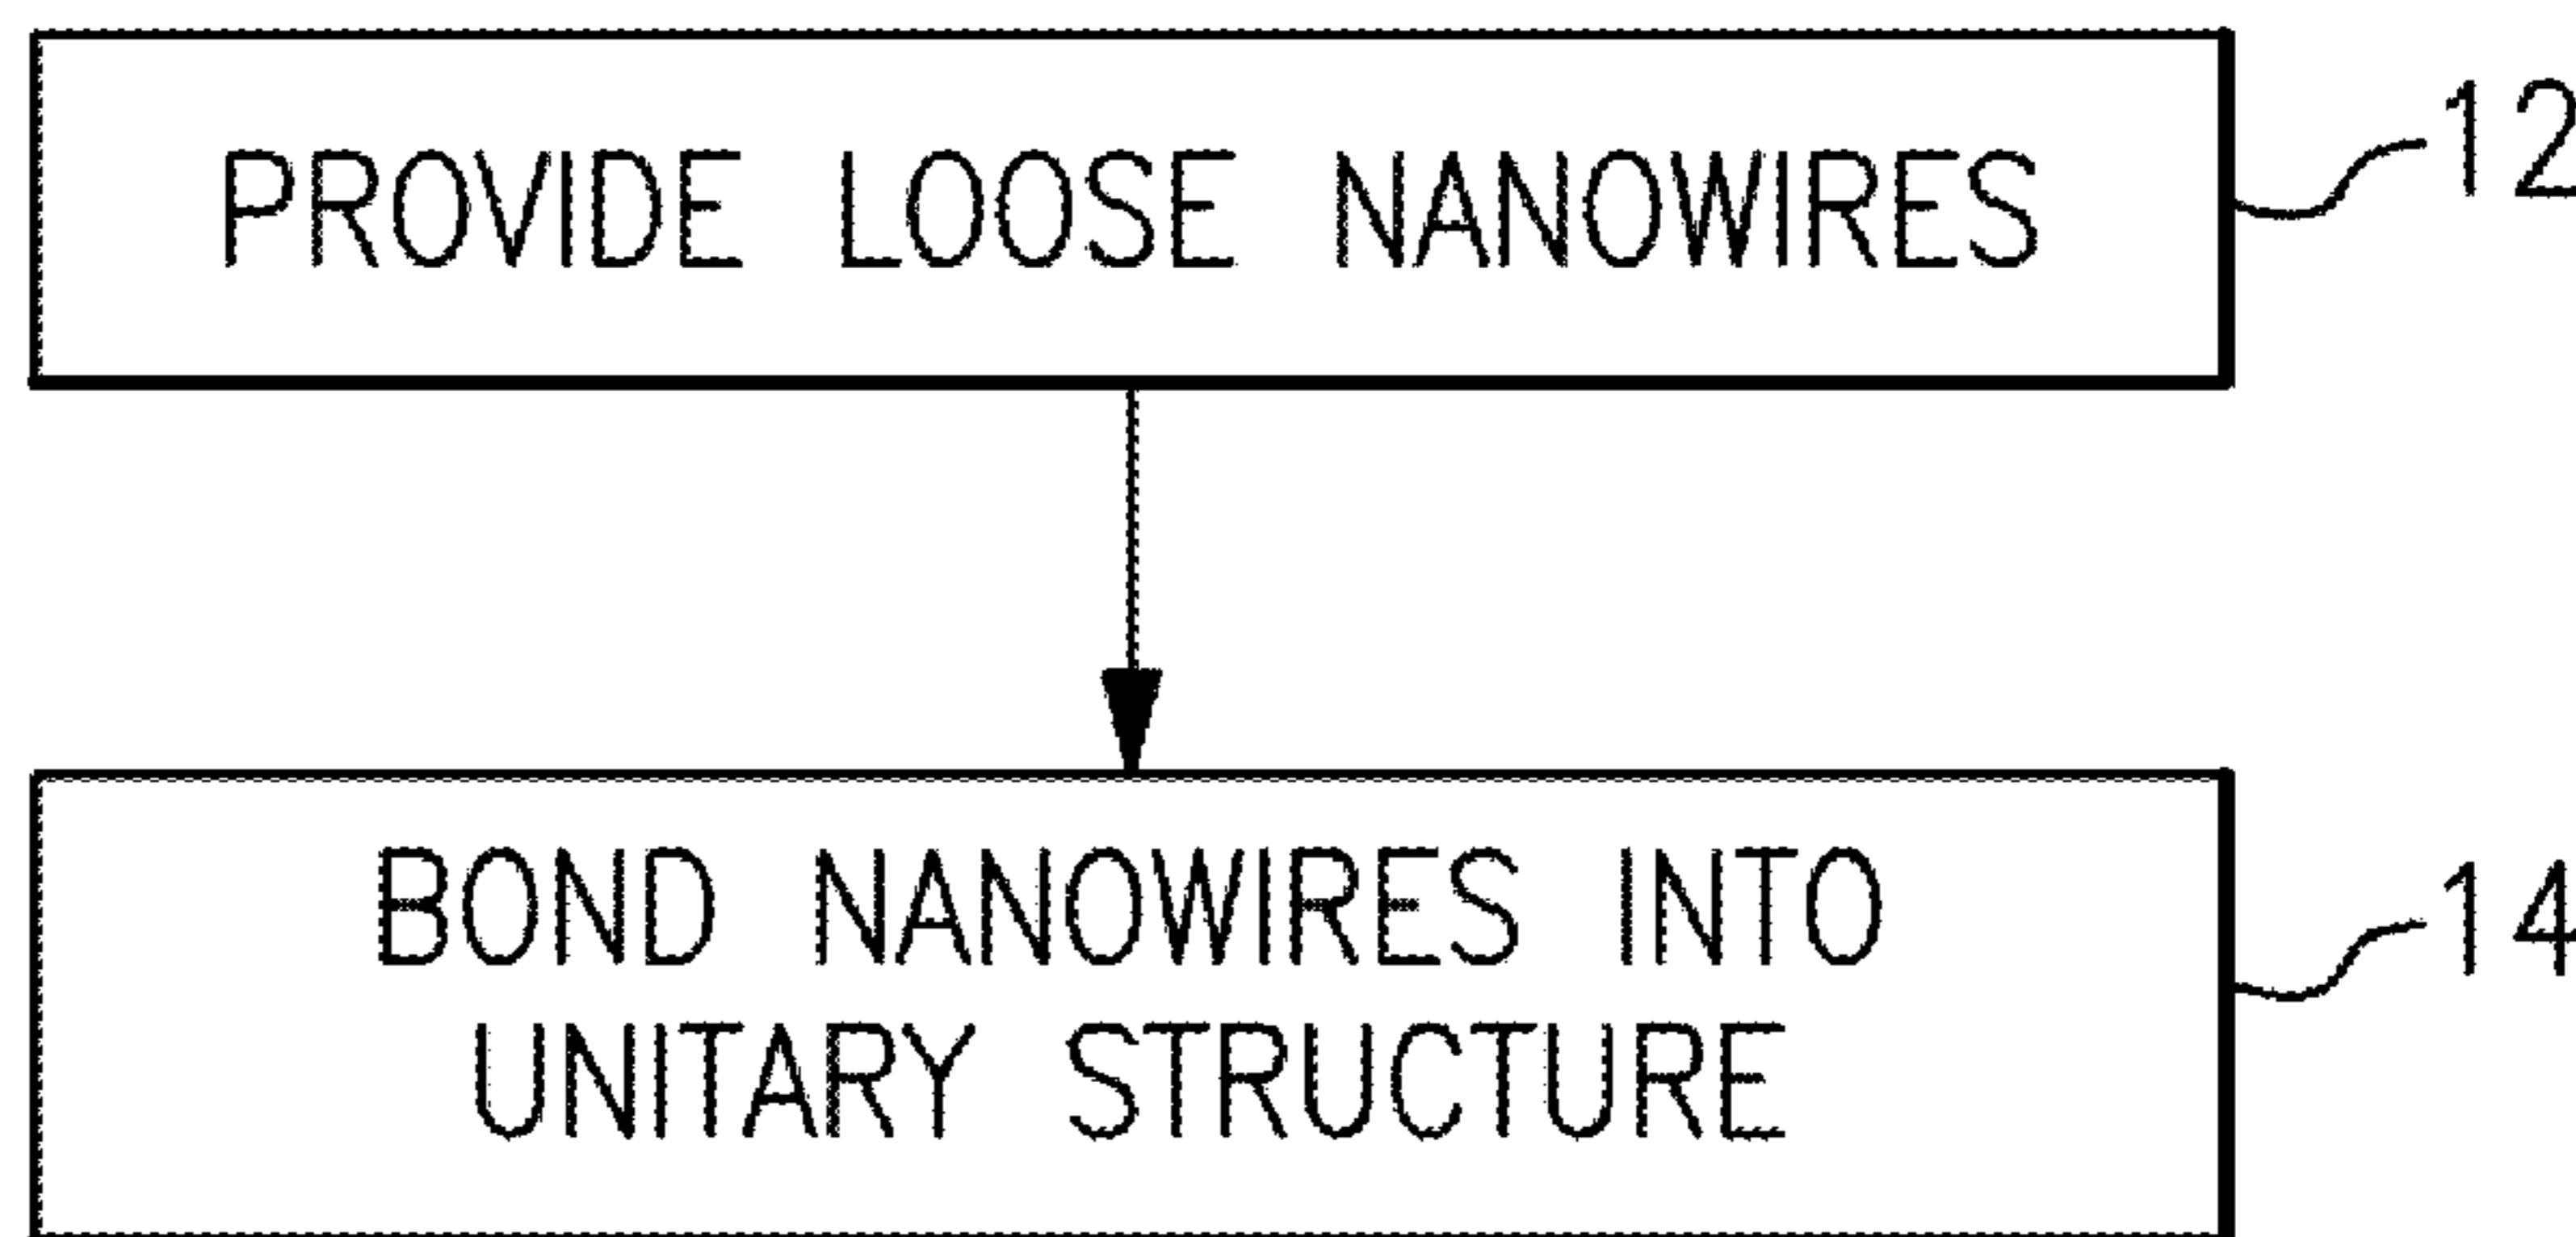 PROVIDE LOOSE NANOWIRES
12
BOND NANOWIRES INTO
UNITARY STRUCTURE
14